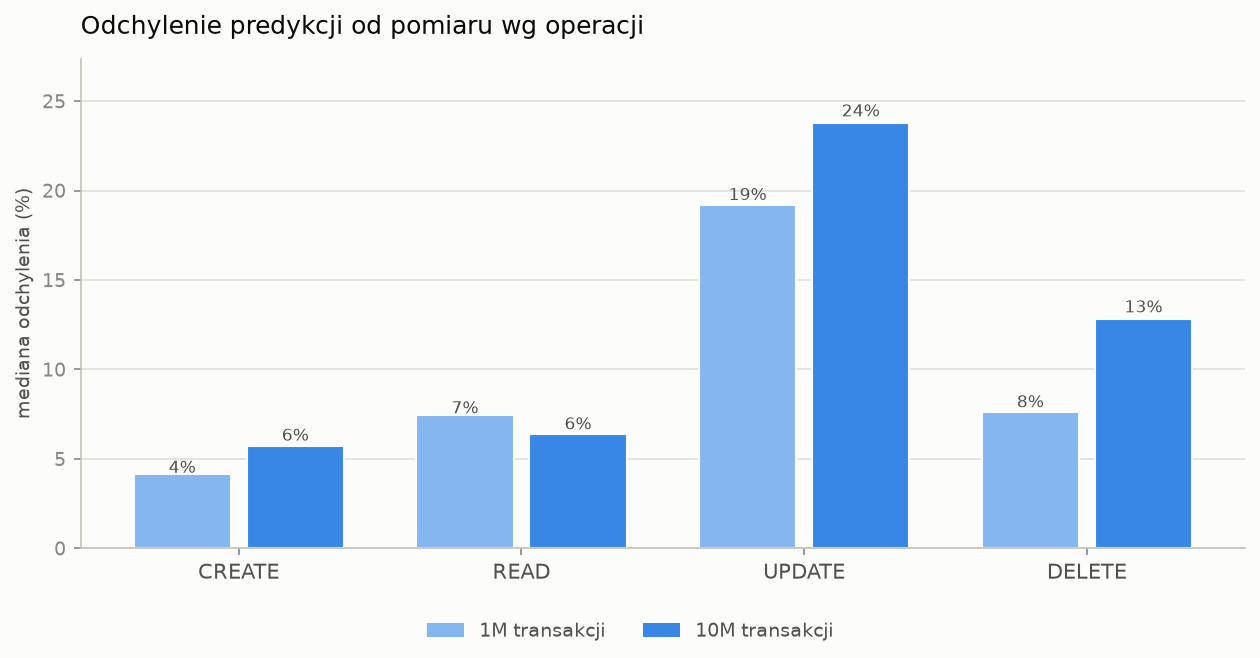 Odchylenie predykcji od pomiaru wg operacji
mediana odchylenia (%)
25
20
15
10
5
0
4%
6%
7%
6%
19%
24%
8%
13%
CREATE
READ
UPDATE
DELETE
1M transakcji
10M transakcji